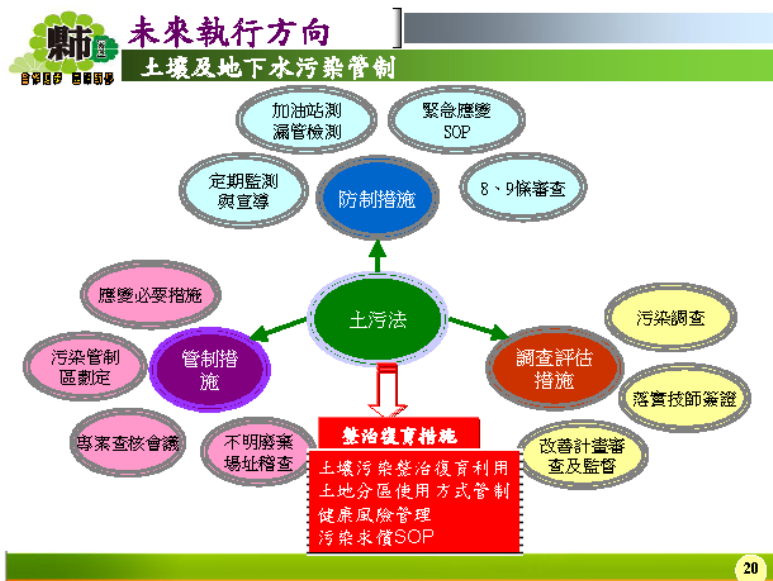 縣市
未來執行方向
土壤及地下水污染管制
加油站測
漏管檢測
緊急應變
SOP
定期監測
與宣導
防制措施
8、9條審查
應變必要措施
土污法
污染調查
污染管制
區劃定
管制措
施
調查評估
措施
落實技師簽證
專案查核會議
不明廢棄
場址稽查
整治復育措施
改善計畫審
查及監督
土壤污染整治復育利用
土地分區使用方式管制
健康風險管理
污染求償SOP
20